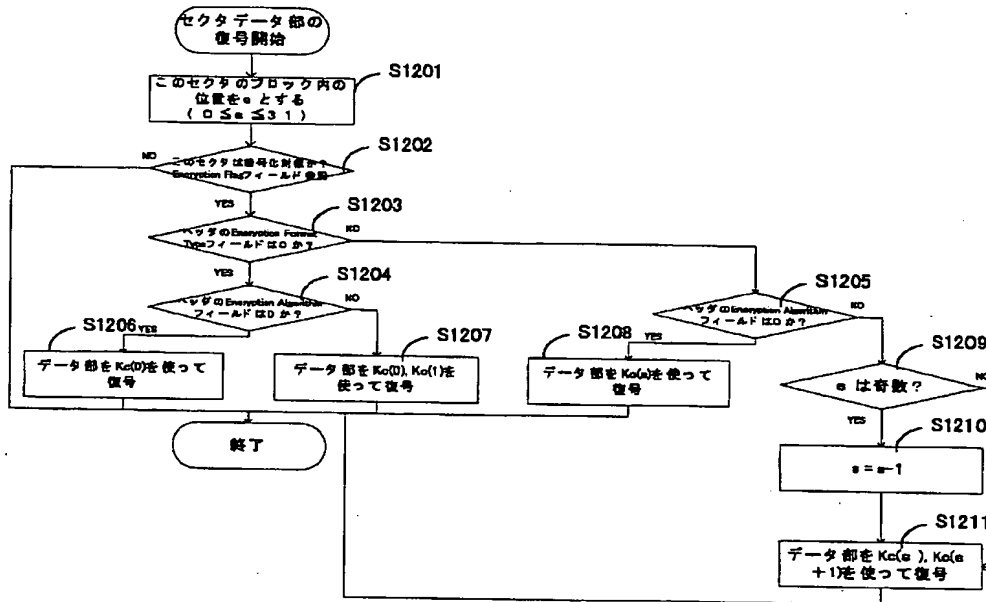 セクタデータ部の
復号開始
S1201
このセクタのブロック内の
位置をsとする
( 0 ≦s ≦31 )
S1202
NO
このセクタは暗号化対象か?
Encryption Flagフィールド参照
YES
S1203
NO
ヘッダのEncryption Format
Typeフィールドは0か?
YES
S1204
NO
ヘッダのEncryption Algorithm
フィールドは0か?
S1205
NO
ヘッダのEncryption Algorithm
フィールドは0か?
S1206
YES
データ部をKc(0)を使って
復号
S1207
データ部をKc(0), Kc(1)を
使って復号
S1208
YES
データ部をKc(s)を使って
復号
S1209
NO
s は奇数?
YES
終了
S1210
s = s-1
S1211
データ部をKc(s ), Kc(s
+1)を使って復号